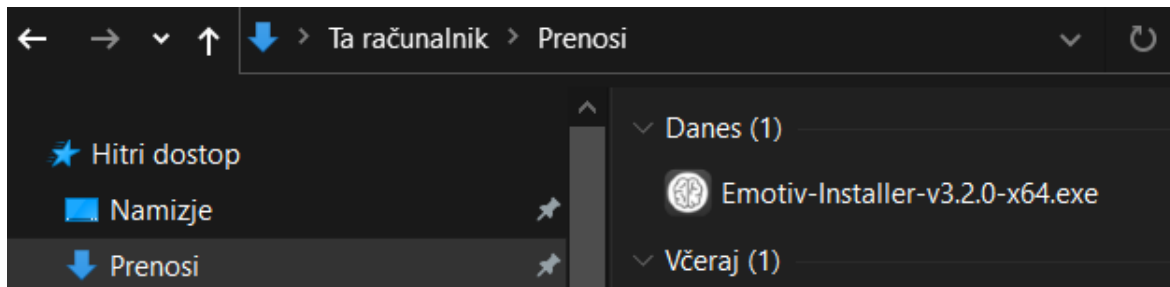 Ta računalnik > Prenosi
Hitri dostop
Namizje
Prenosi
Danes (1)
Emotiv-Installer-v3.2.0-x64.exe
Včeraj (1)